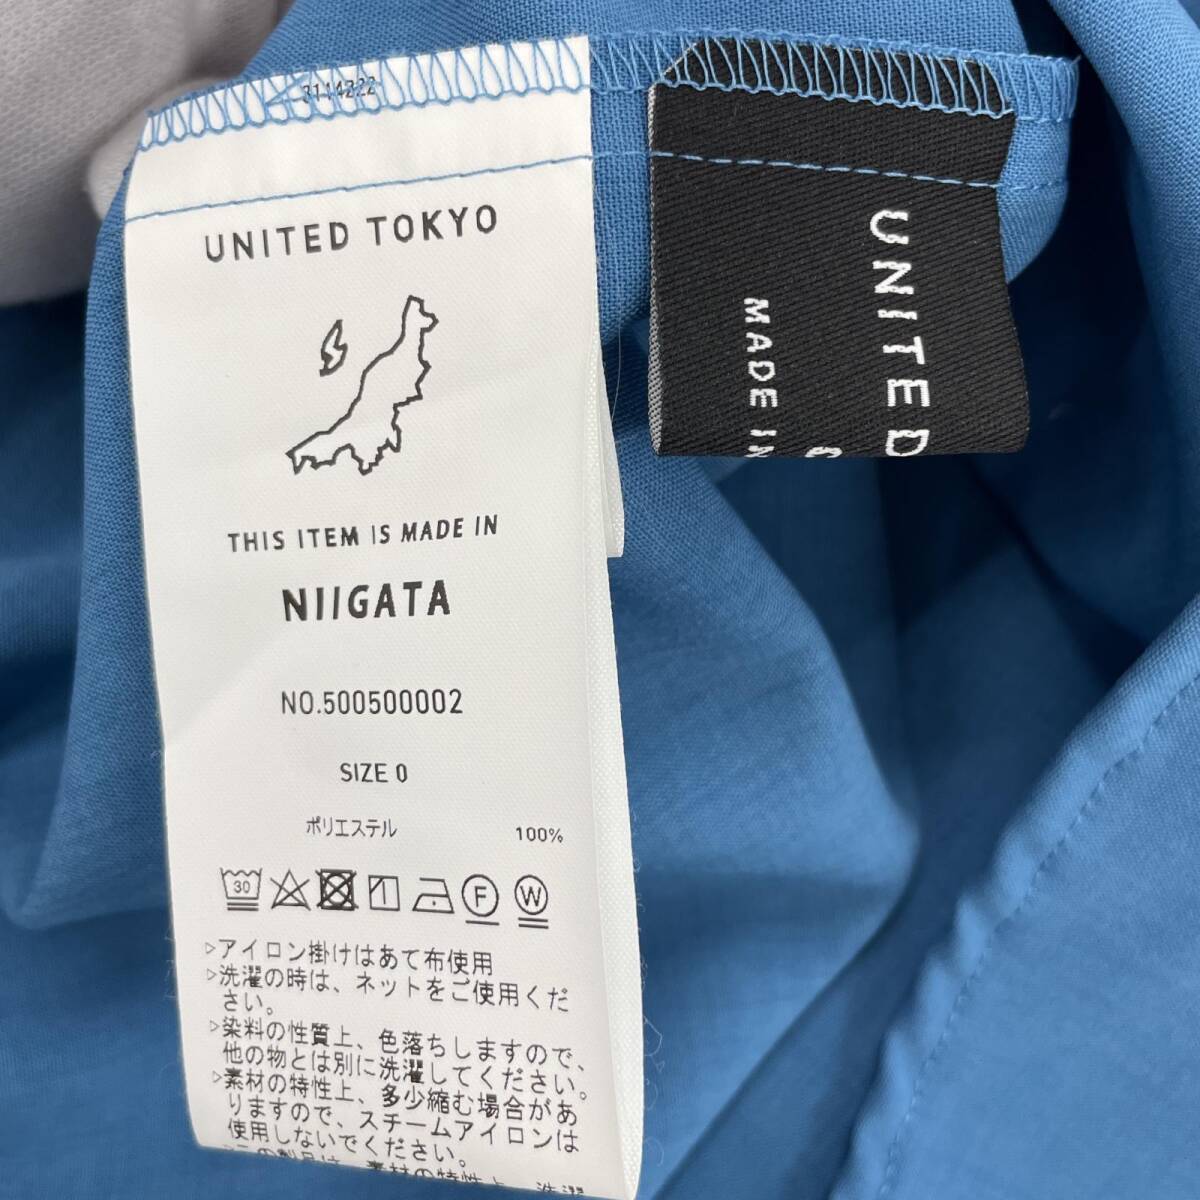 3114222
UNITED TOKYO
THIS ITEM IS MADE IN
NIIGATA
NO.500500002
SIZE 0
ポリエステル 100%
30 F W
▷アイロン掛けはあて布使用
▷洗濯の時は、ネットをご使用くだ
さい。
▷染料の性質上、色落ちしますので、
他の物とは別に洗濯してください。
▷素材の特性上、多少縮む場合があ
りますので、スチームアイロンは
使用しないでください。
UNITED
MADE IN